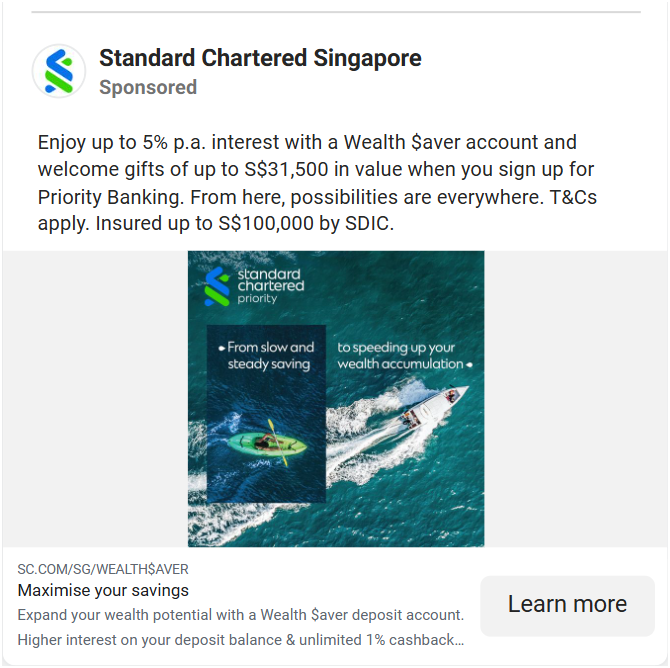 Standard Chartered Singapore
Sponsored
Enjoy up to 5% p.a. interest with a Wealth $aver account and
welcome gifts of up to S$31,500 in value when you sign up for
Priority Banking. From here, possibilities are everywhere. T&Cs
apply. Insured up to S$100,000 by SDIC.
standard
chartered
priority
From slow and
steady saving
to speeding up your
wealth accumulation
SC.COM/SG/WEALTH$AVER
Maximise your savings
Expand your wealth potential with a Wealth $aver deposit account.
Higher interest on your deposit balance & unlimited 1% cashback...
Learn more